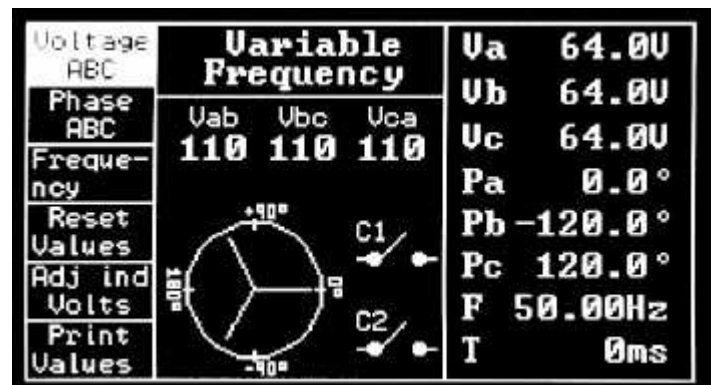 Voltage
ABC
Phase
ABC
Freque-
ncy
Reset
Values
Adj ind
Volts
Print
Values
Variable
Frequency
Vab Vbc Vca
110 110 110
+90°
180°
0°
-90°
C1
C2
Va 64.0V
Vb 64.0V
Vc 64.0V
Pa 0.0°
Pb -120.0°
Pc 120.0°
F 50.00Hz
T 0ms